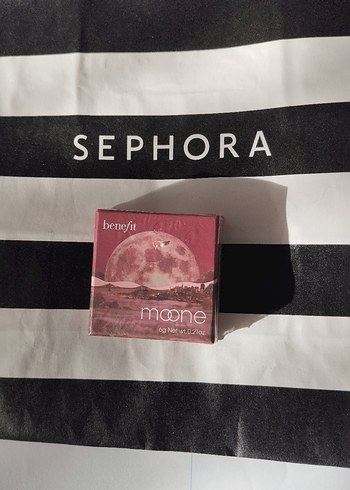 SEPHORA
benefit
moone
6g Net wt. 0.21oz.